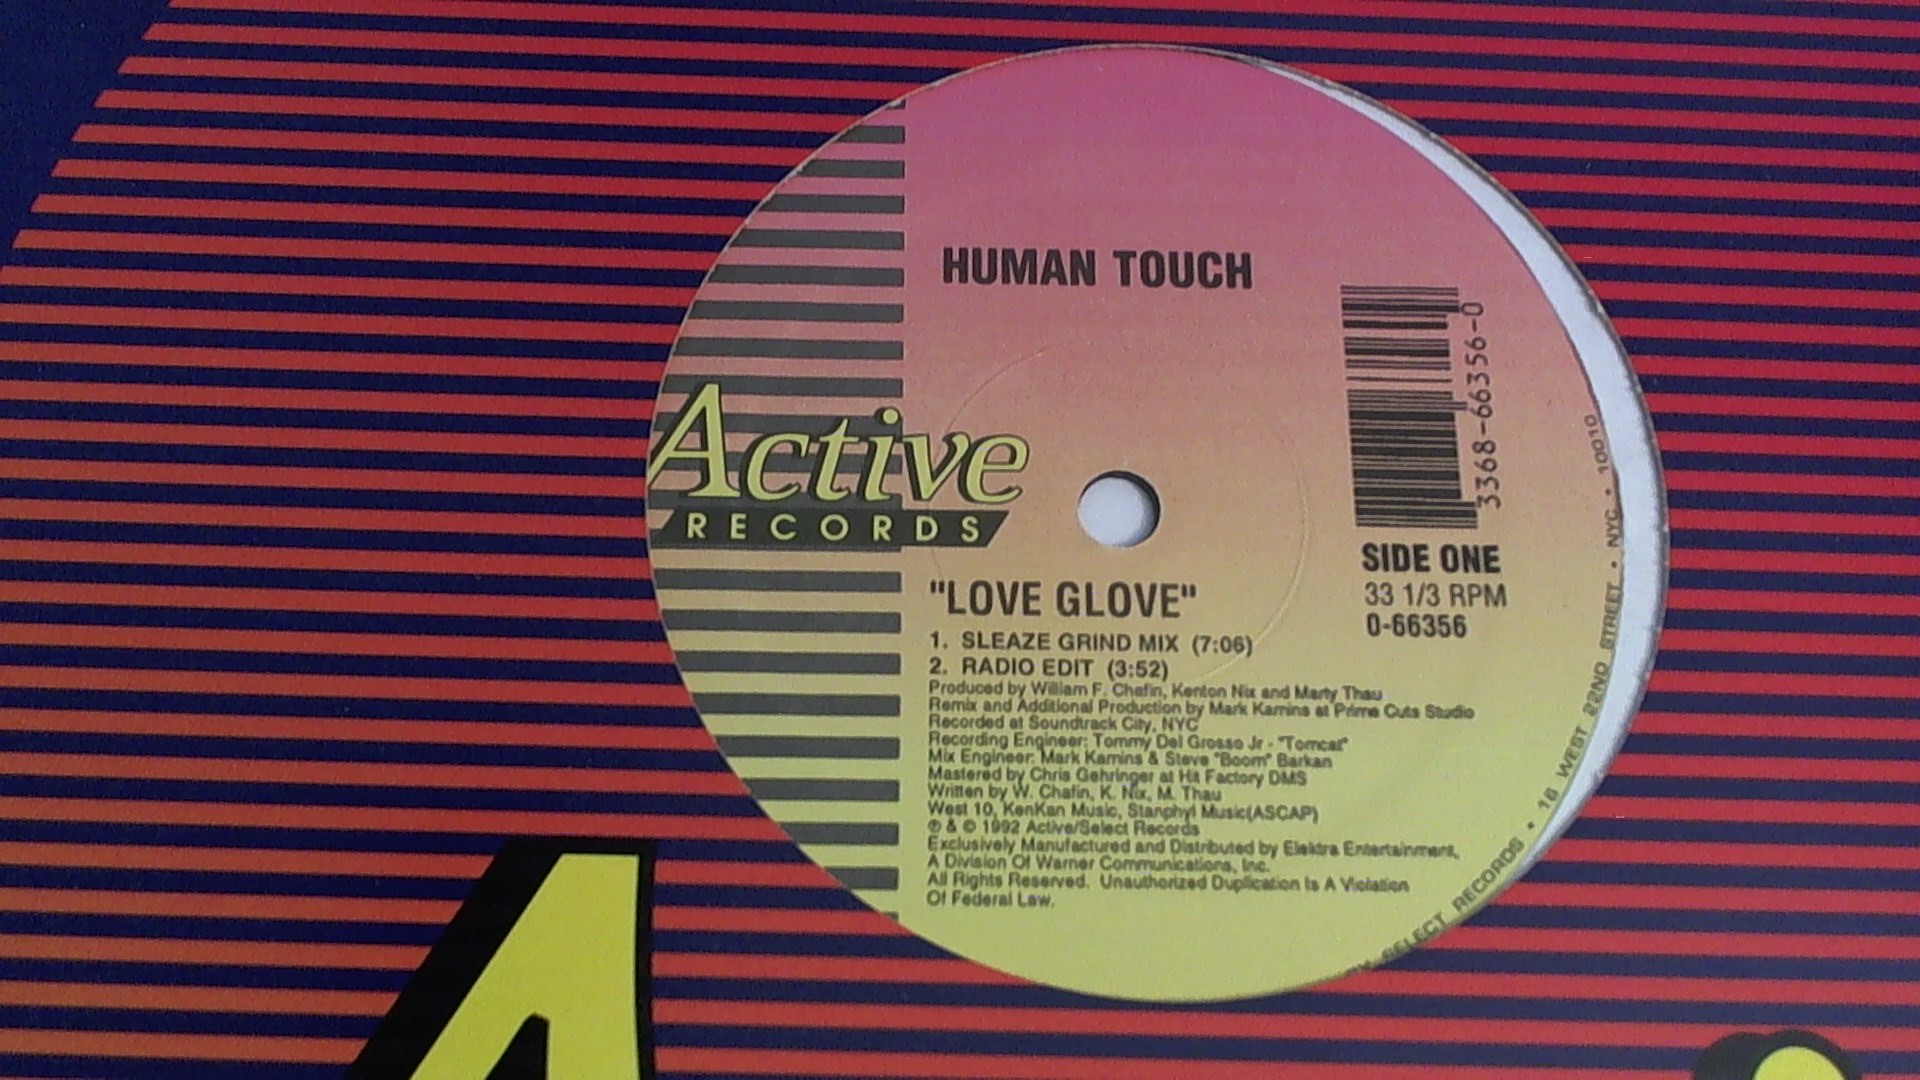 HUMAN TOUCH
3368-66356-0
Active
RECORDS
SIDE ONE
33 1/3 RPM
0-66356
"LOVE GLOVE"
1. SLEAZE GRIND MIX (7:06)
2. RADIO EDIT (3:52)
Produced by William F. Chafin, Kenton Nix and Marty Thau
Remix and Additional Production by Mark Kamins at Prime Cuts Studio
Recorded at Soundtrack City, NYC
Recording Engineer: Tommy Del Grosso Jr - "Tomcat"
Mix Engineer: Mark Kamins & Steve "Boom" Barkan
Mastered by Chris Gehringer at Hit Factory DMS
Written by W. Chafin, K. Nix, M. Thau
West 10, KenKan Music, Stanphyl Music(ASCAP)
℗ & © 1992 Active/Select Records
Exclusively Manufactured and Distributed by Elektra Entertainment,
A Division Of Warner Communications, Inc.
All Rights Reserved. Unauthorized Duplication Is A Violation
Of Federal Law.
SELECT RECORDS • 16 WEST 22ND STREET • NYC • 10010
A